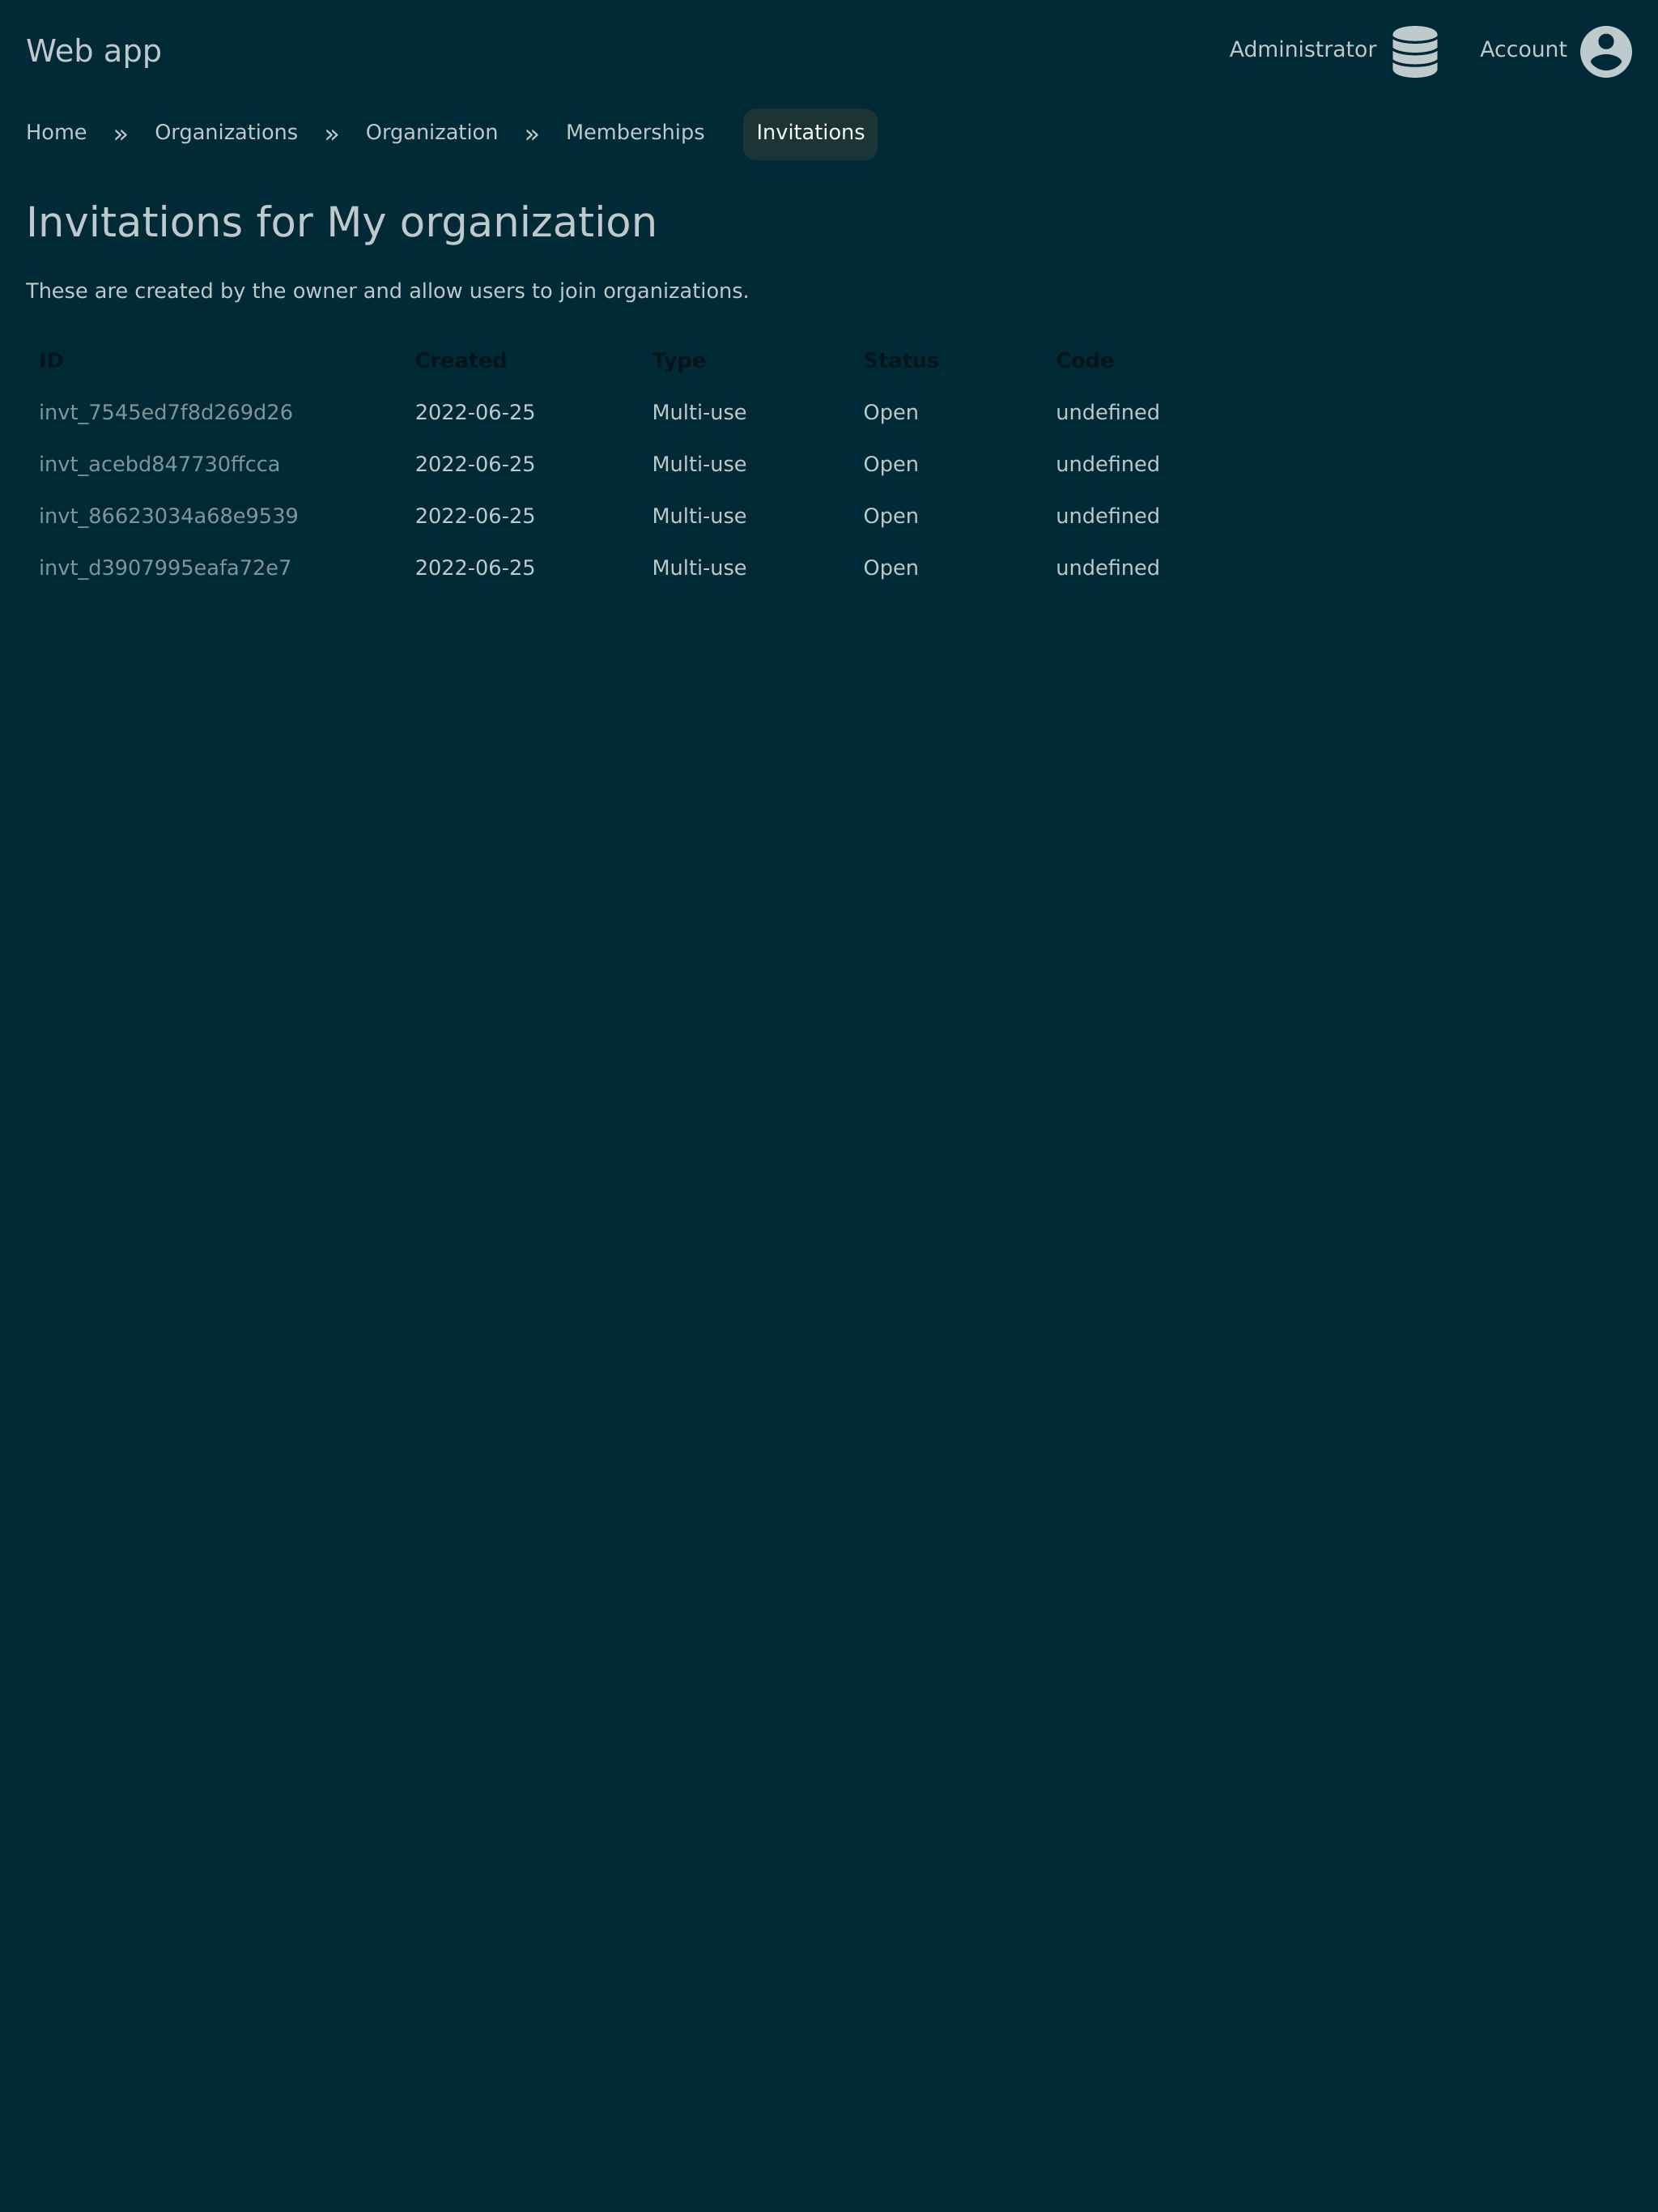 Web app
Administrator
Account
Home » Organizations » Organization » Memberships Invitations
Invitations for My organization
These are created by the owner and allow users to join organizations.
ID Created Type Status Code
invt_7545ed7f8d269d26 2022-06-25 Multi-use Open undefined
invt_acebd847730ffcca 2022-06-25 Multi-use Open undefined
invt_86623034a68e9539 2022-06-25 Multi-use Open undefined
invt_d3907995eafa72e7 2022-06-25 Multi-use Open undefined